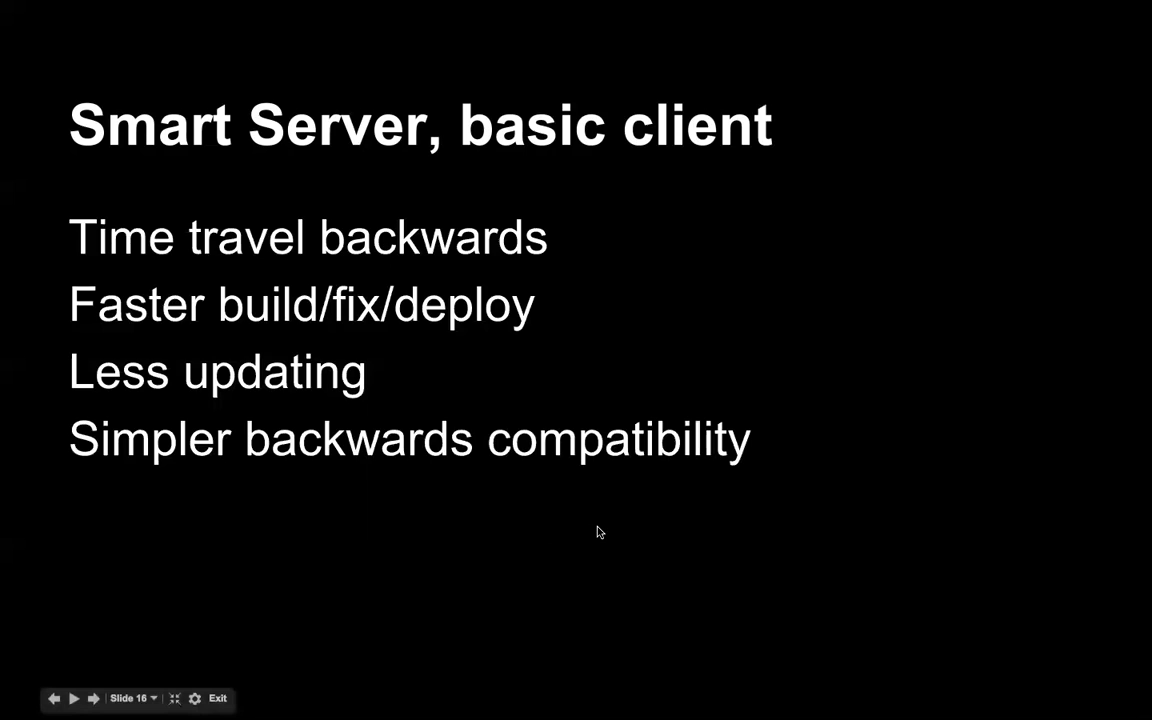 Smart Server, basic client
Time travel backwards
Faster build/fix/deploy
Less updating
Simpler backwards compatibility
Slide 16
Exit